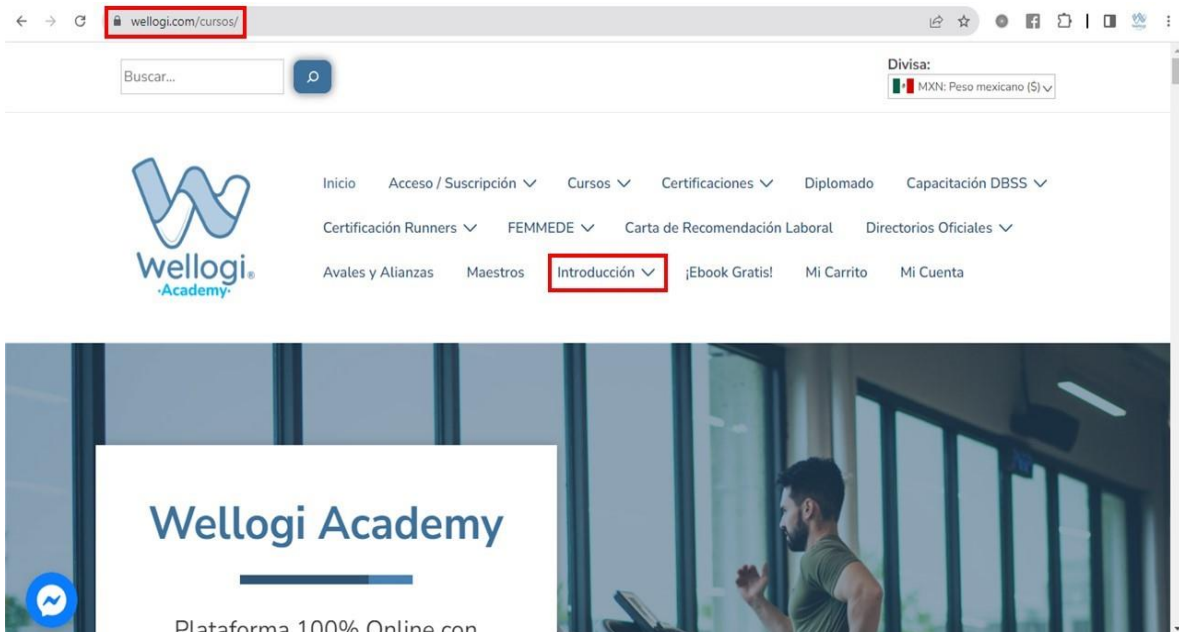 wellogi.com/cursos/
Buscar...
Divisa:
MXN: Peso mexicano ($)
Inicio Acceso / Suscripción Cursos Certificaciones Diplomado Capacitación DBSS
Certificación Runners FEMMEDE Carta de Recomendación Laboral Directorios Oficiales
Wellogi®
·Academy·
Avales y Alianzas Maestros Introducción ¡Ebook Gratis! Mi Carrito Mi Cuenta
Wellogi Academy
Plataforma 100% Online con